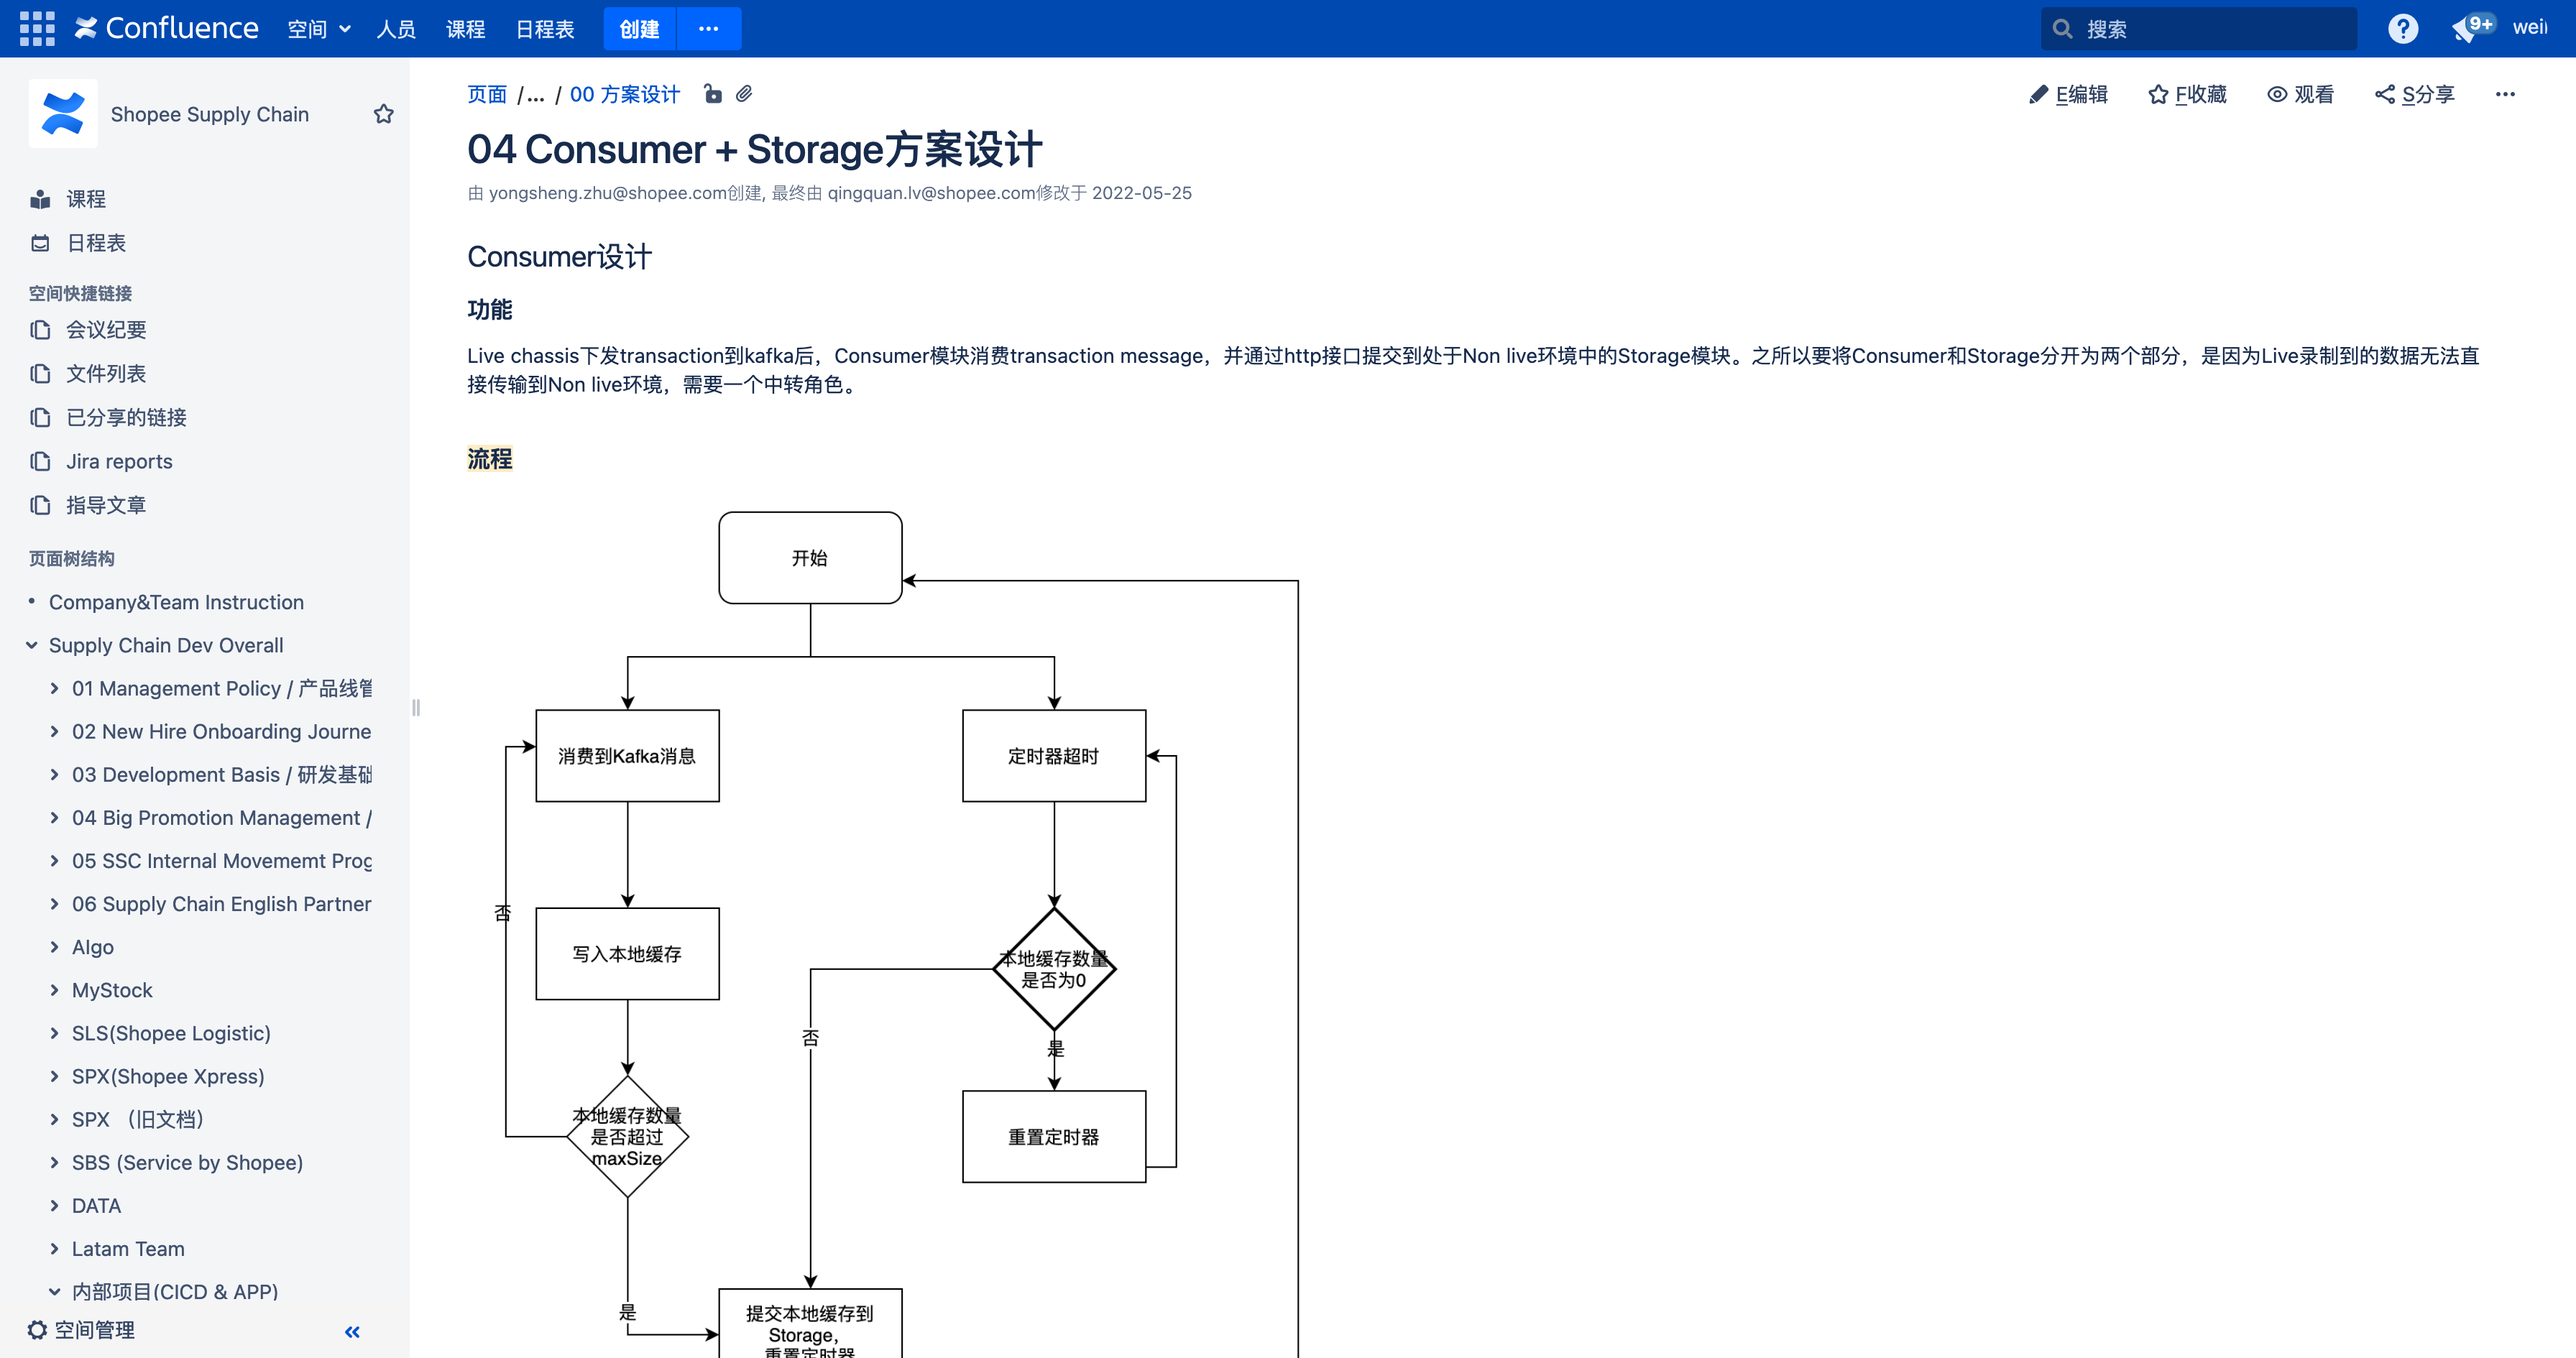 Confluence 空间 人员 课程 日程表 创建 ··· 搜索 ? 9+ wei
Shopee Supply Chain
课程
日程表
空间快捷链接
会议纪要
文件列表
已分享的链接
Jira reports
指导文章
页面树结构
Company&Team Instruction
Supply Chain Dev Overall
01 Management Policy / 产品线管
02 New Hire Onboarding Journe
03 Development Basis / 研发基础
04 Big Promotion Management /
05 SSC Internal Movememt Prog
06 Supply Chain English Partner
Algo
MyStock
SLS(Shopee Logistic)
SPX(Shopee Xpress)
SPX （旧文档）
SBS (Service by Shopee)
DATA
Latam Team
内部项目(CICD & APP)
空间管理
页面 /... / 00 方案设计
E编辑 F收藏 观看 S分享 ···
04 Consumer + Storage方案设计
由 yongsheng.zhu@shopee.com创建, 最终由 qingquan.lv@shopee.com修改于 2022-05-25
Consumer设计
功能
Live chassis下发transaction到kafka后，Consumer模块消费transaction message，并通过http接口提交到处于Non live环境中的Storage模块。之所以要将Consumer和Storage分开为两个部分，是因为Live录制到的数据无法直
接传输到Non live环境，需要一个中转角色。
流程
开始
消费到Kafka消息
定时器超时
否
写入本地缓存
本地缓存数量
是否为0
否
是
本地缓存数量
是否超过
maxSize
重置定时器
是
提交本地缓存到
Storage，
重置定时器